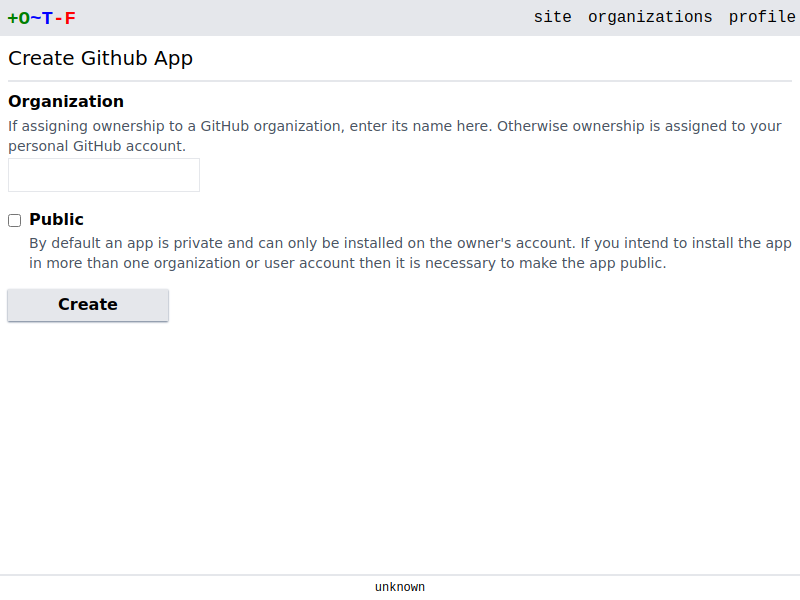 +O~T-F
site organizations profile
Create Github App
Organization
If assigning ownership to a GitHub organization, enter its name here. Otherwise ownership is assigned to your
personal GitHub account.
Public
By default an app is private and can only be installed on the owner's account. If you intend to install the app
in more than one organization or user account then it is necessary to make the app public.
Create
unknown